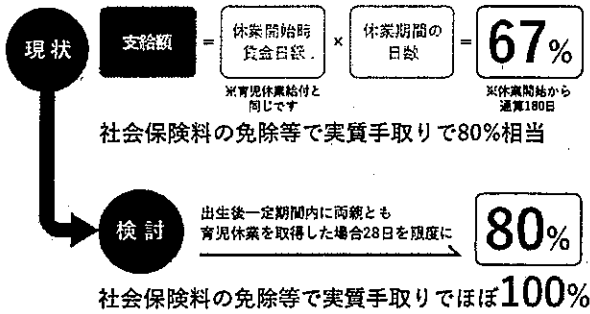 現状
支給額 = 休業開始時賃金日額 × 休業期間の日数 = 67%
※育児休業給付と同じです
※休業開始から通算180日
社会保険料の免除等で実質手取りで80%相当
検討
出生後一定期間内に両親とも
育児休業を取得した場合28日を限度に
80%
社会保険料の免除等で実質手取りでほぼ100%